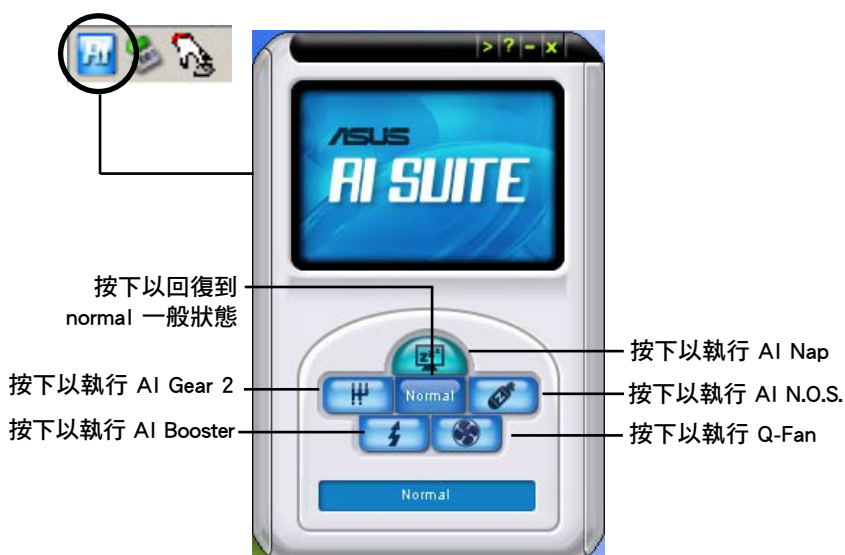 Ai
> ? - x
ASUS
AI SUITE
按下以回復到
normal 一般狀態
按下以執行 AI Nap
按下以執行 AI Gear 2
Normal
按下以執行 AI N.O.S.
按下以執行 AI Booster
按下以執行 Q-Fan
Normal